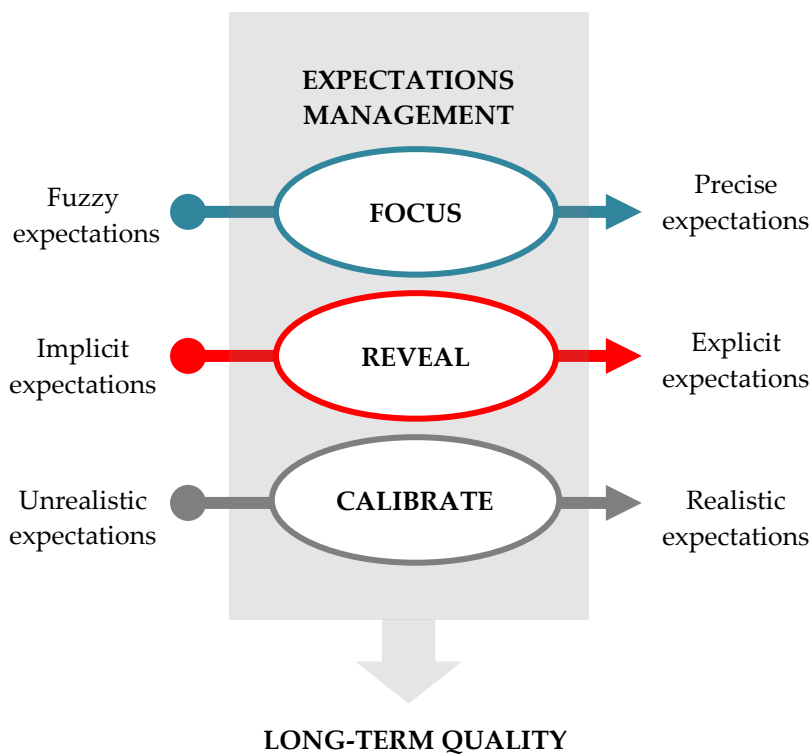 EXPECTATIONS
MANAGEMENT
Fuzzy
expectations
FOCUS
Precise
expectations
Implicit
expectations
REVEAL
Explicit
expectations
Unrealistic
expectations
CALIBRATE
Realistic
expectations
LONG-TERM QUALITY